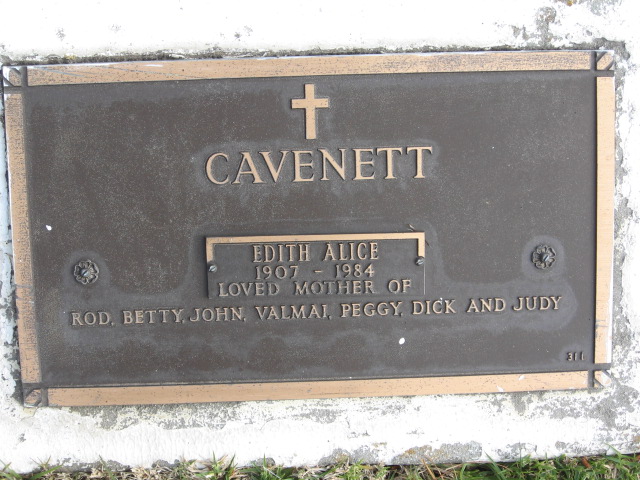 CAVENETT
EDITH ALICE
1907 - 1984
LOVED MOTHER OF
ROD, BETTY, JOHN, VALMAI, PEGGY, DICK AND JUDY
311